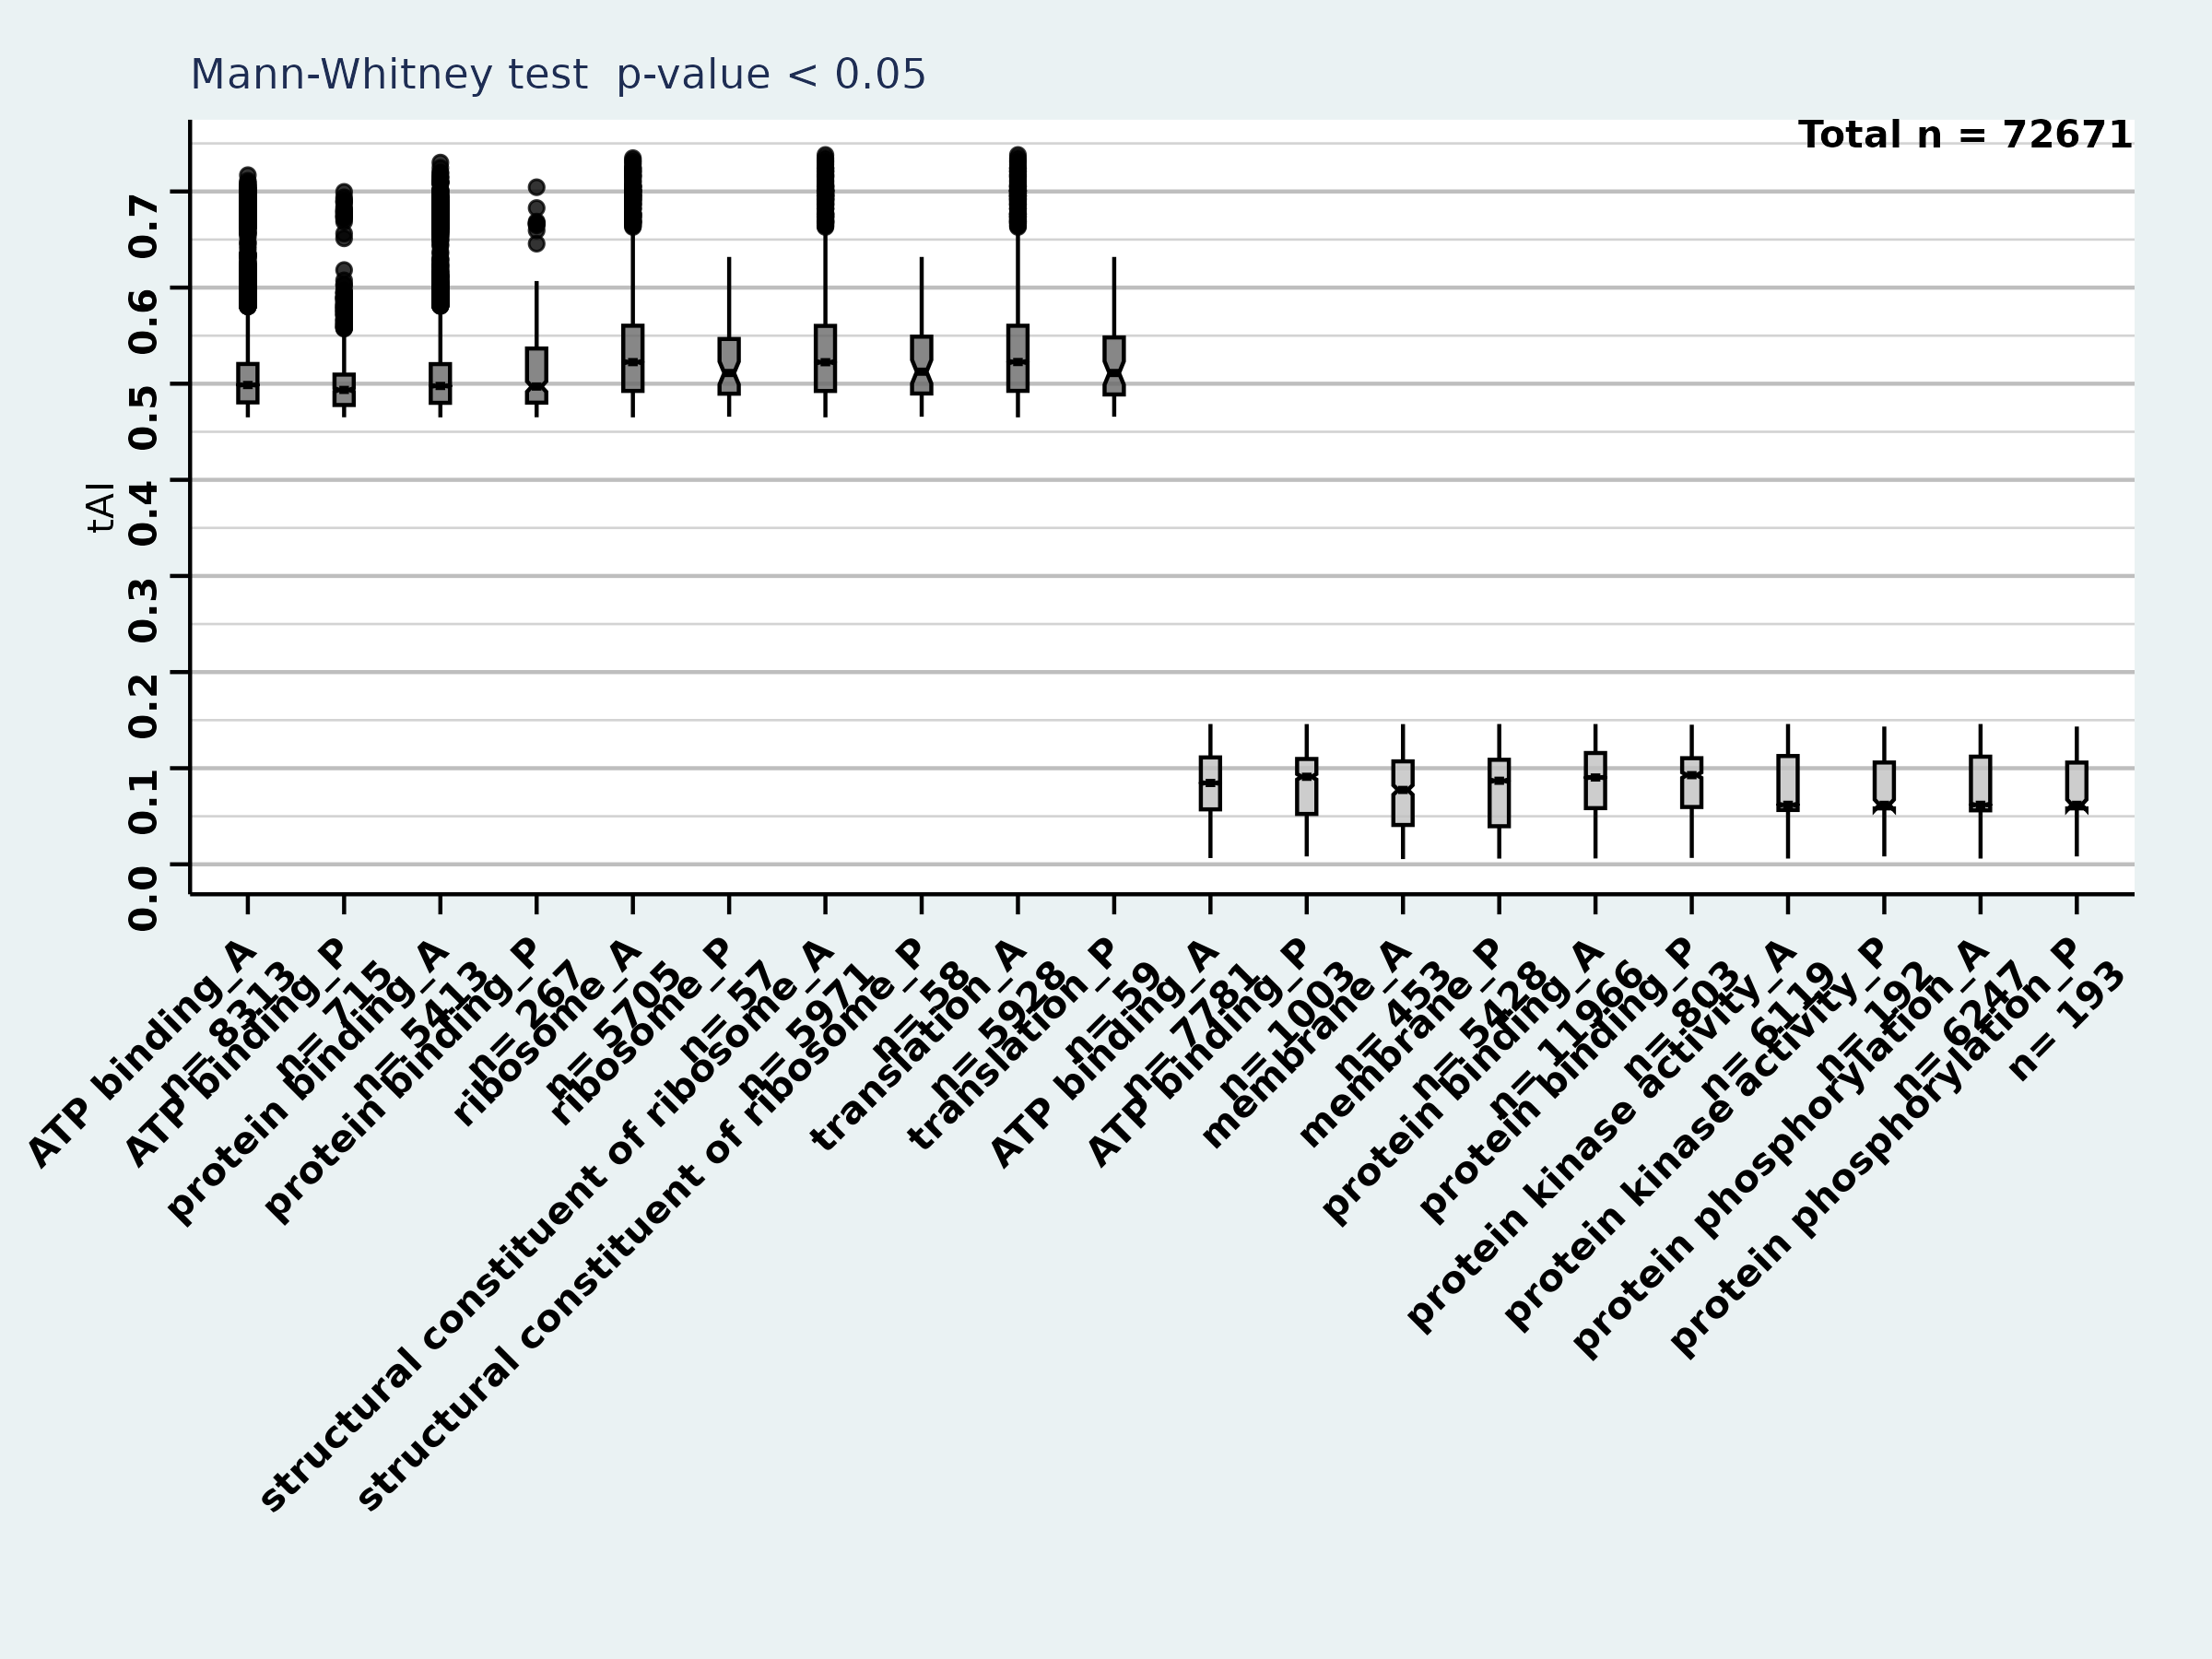 Mann-Whitney test  p-value < 0.05
Total n = 72671
tAI
0.7
0.6
0.5
0.4
0.3
0.2
0.1
0.0
ATP binding_A
n= 8313
ATP binding_P
n= 715
protein binding_A
n= 5413
protein binding_P
n= 267
ribosome_A
n= 5705
ribosome_P
n= 57
structural constituent of ribosome_A
n= 5971
structural constituent of ribosome_P
n= 58
translation_A
n= 5928
translation_P
n= 59
ATP binding_A
n= 7781
ATP binding_P
n= 1003
membrane_A
n= 453
membrane_P
n= 5428
protein binding_A
n= 11966
protein binding_P
n= 803
protein kinase activity_A
n= 6119
protein kinase activity_P
n= 192
protein phosphorylation_A
n= 6247
protein phosphorylation_P
n= 193